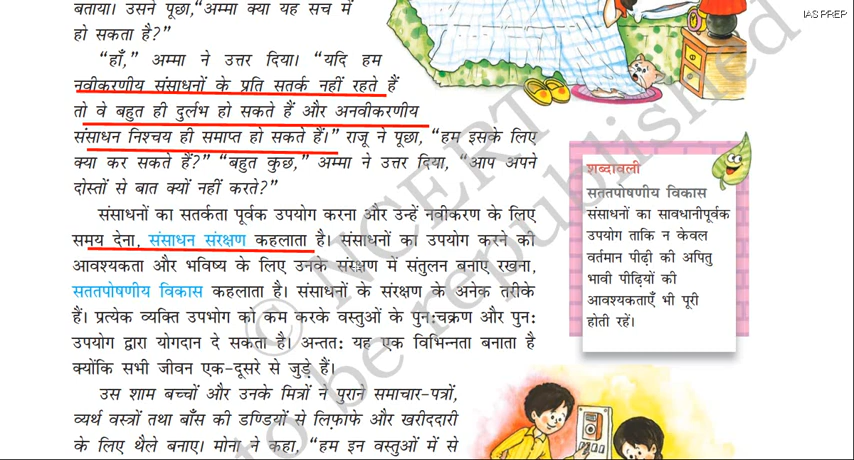 IAS PREP
बताया। उसने पूछा,“अम्मा क्या यह सच में
हो सकता है?”
“हाँ,” अम्मा ने उत्तर दिया। “यदि हम
नवीकरणीय संसाधनों के प्रति सतर्क नहीं रहते हैं
तो वे बहुत ही दुर्लभ हो सकते हैं और अनवीकरणीय
संसाधन निश्चय ही समाप्त हो सकते हैं।” राजू ने पूछा, “हम इसके लिए
क्या कर सकते हैं?” “बहुत कुछ,” अम्मा ने उत्तर दिया, “आप अपने
दोस्तों से बात क्यों नहीं करते?”
संसाधनों का सतर्कता पूर्वक उपयोग करना और उन्हें नवीकरण के लिए
समय देना, संसाधन संरक्षण कहलाता है। संसाधनों का उपयोग करने की
आवश्यकता और भविष्य के लिए उनके संरक्षण में संतुलन बनाए रखना,
सततपोषणीय विकास कहलाता है। संसाधनों के संरक्षण के अनेक तरीके
हैं। प्रत्येक व्यक्ति उपभोग को कम करके वस्तुओं के पुन:चक्रण और पुन:
उपयोग द्वारा योगदान दे सकता है। अन्तत: यह एक विभिन्नता बनाता है
क्योंकि सभी जीवन एक-दूसरे से जुड़े हैं।
उस शाम बच्चों और उनके मित्रों ने पुराने समाचार-पत्रों,
व्यर्थ वस्त्रों तथा बाँस की डण्डियों से लिफ़ाफे और खरीददारी
के लिए थैले बनाए। मोना ने कहा, “हम इन वस्तुओं में से
शब्दावली
सततपोषणीय विकास
संसाधनों का सावधानीपूर्वक
उपयोग ताकि न केवल
वर्तमान पीढ़ी की अपितु
भावी पीढ़ियों की
आवश्यकताएँ भी पूरी
होती रहें।
© NCERT
to be republished